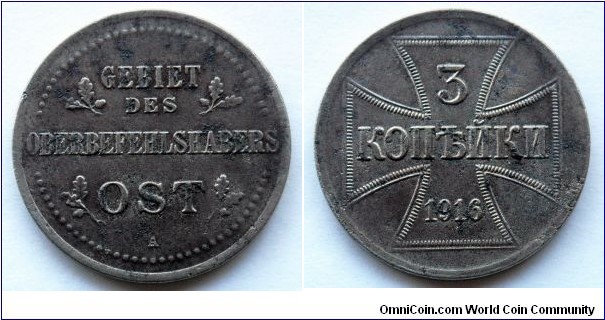 GEBIET
DES
OBERBEFEHLSHABERS
OST
A
3
КОПѢЙКИ
1916
OmniCoin.com World Coin Community